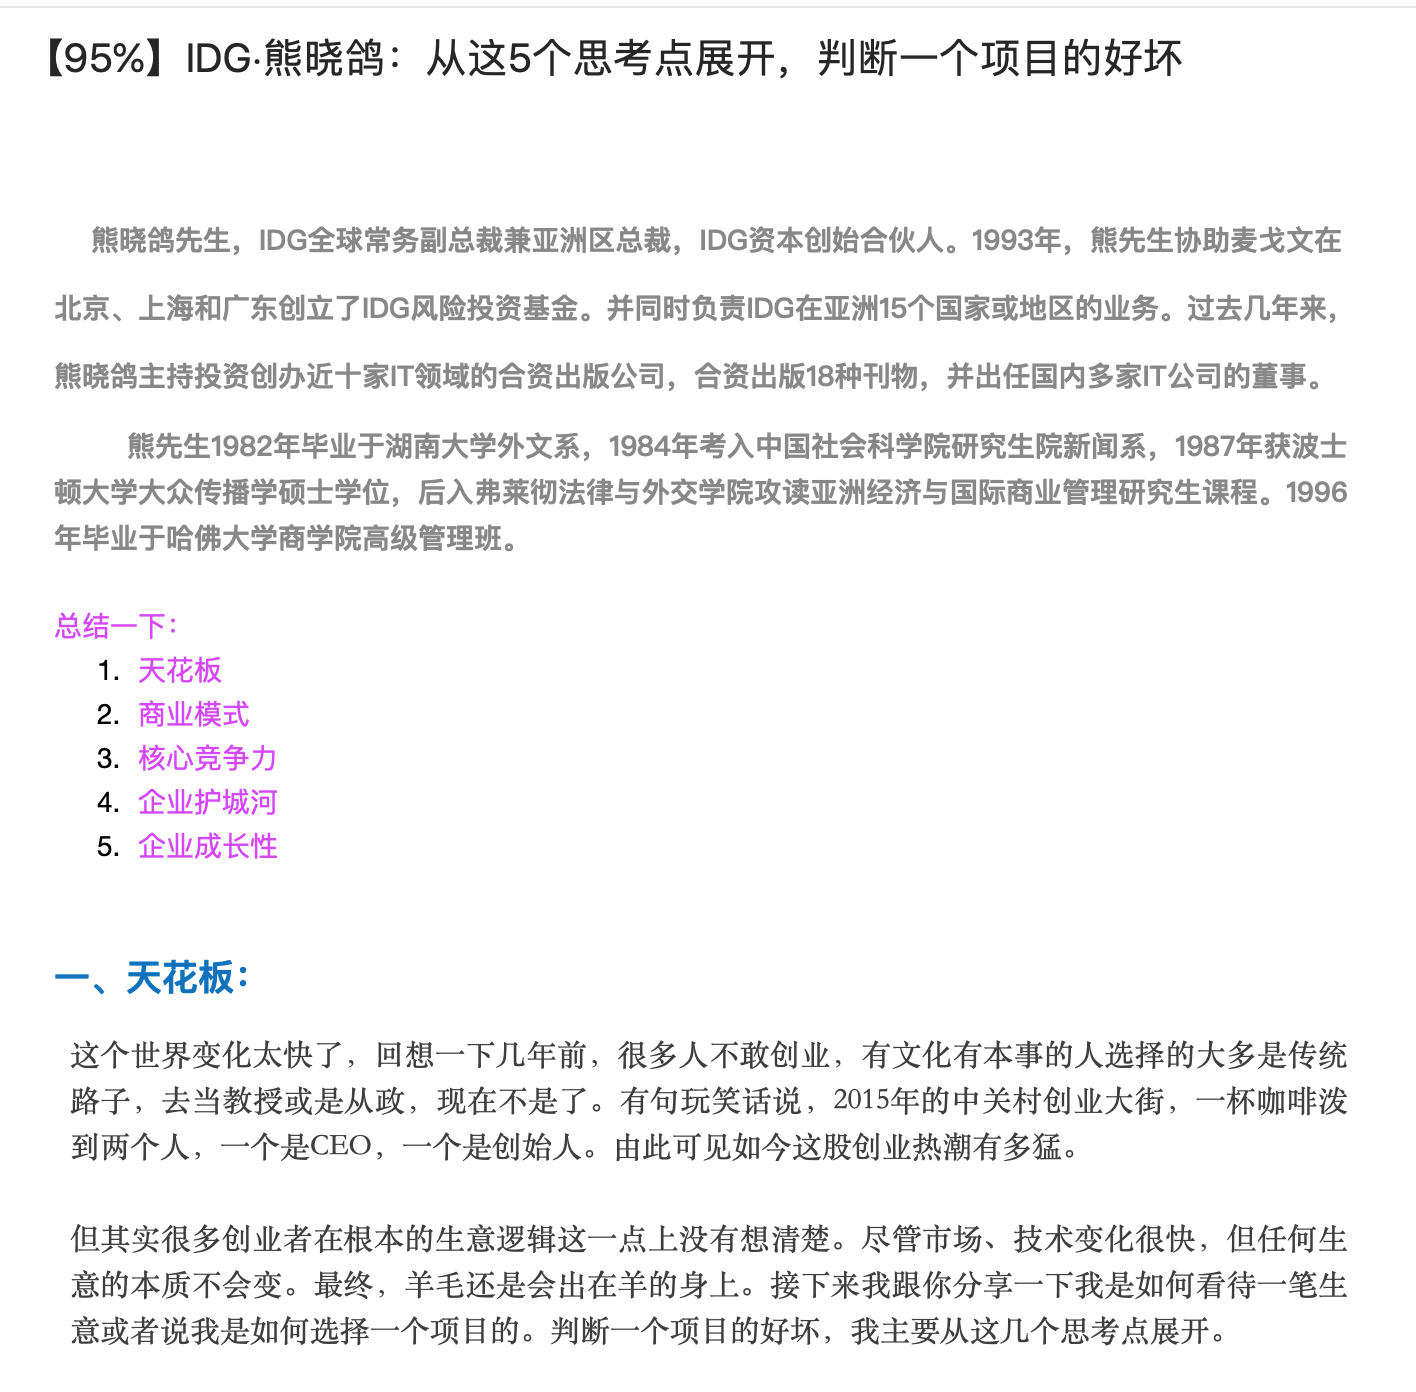 【95%】IDG·熊晓鸽：从这5个思考点展开，判断一个项目的好坏
熊晓鸽先生，IDG全球常务副总裁兼亚洲区总裁，IDG资本创始合伙人。1993年，熊先生协助麦戈文在
北京、上海和广东创立了IDG风险投资基金。并同时负责IDG在亚洲15个国家或地区的业务。过去几年来，
熊晓鸽主持投资创办近十家IT领域的合资出版公司，合资出版18种刊物，并出任国内多家IT公司的董事。
熊先生1982年毕业于湖南大学外文系，1984年考入中国社会科学院研究生院新闻系，1987年获波士
顿大学大众传播学硕士学位，后入弗莱彻法律与外交学院攻读亚洲经济与国际商业管理研究生课程。1996
年毕业于哈佛大学商学院高级管理班。
总结一下：
1. 天花板
2. 商业模式
3. 核心竞争力
4. 企业护城河
5. 企业成长性
一、天花板：
这个世界变化太快了，回想一下几年前，很多人不敢创业，有文化有本事的人选择的大多是传统
路子，去当教授或是从政，现在不是了。有句玩笑话说，2015年的中关村创业大街，一杯咖啡泼
到两个人，一个是CEO，一个是创始人。由此可见如今这股创业热潮有多猛。
但其实很多创业者在根本的生意逻辑这一点上没有想清楚。尽管市场、技术变化很快，但任何生
意的本质不会变。最终，羊毛还是会出在羊的身上。接下来我跟你分享一下我是如何看待一笔生
意或者说我是如何选择一个项目的。判断一个项目的好坏，我主要从这几个思考点展开。